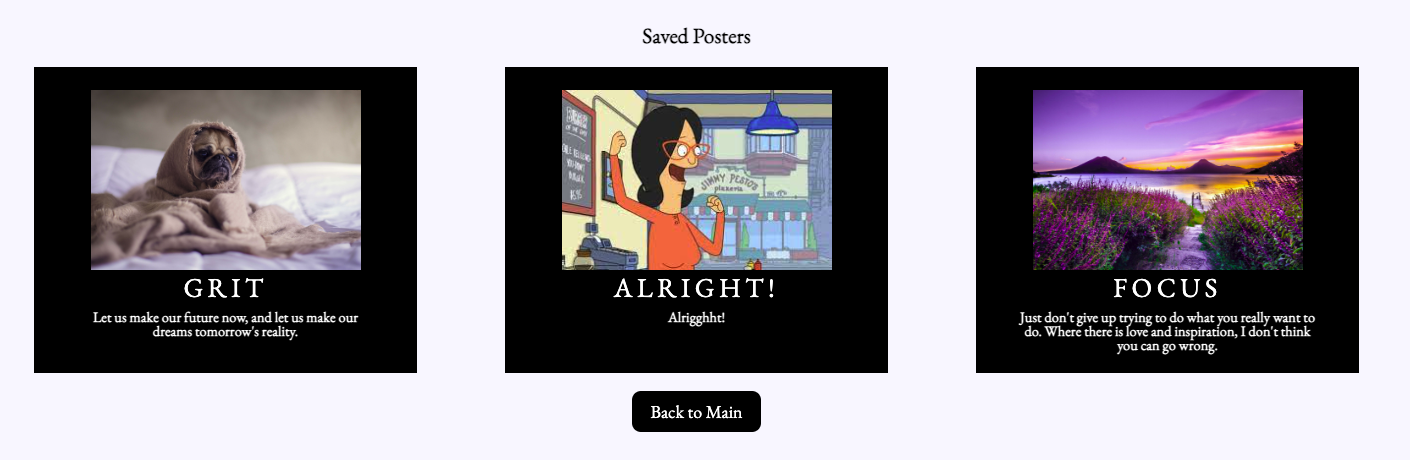 Saved Posters
GRIT
Let us make our future now, and let us make our
dreams tomorrow's reality.
JIMMY PESTO'S
pizzeria
ALRIGHT!
Alrigghht!
FOCUS
Just don't give up trying to do what you really want to
do. Where there is love and inspiration, I don't think
you can go wrong.
Back to Main